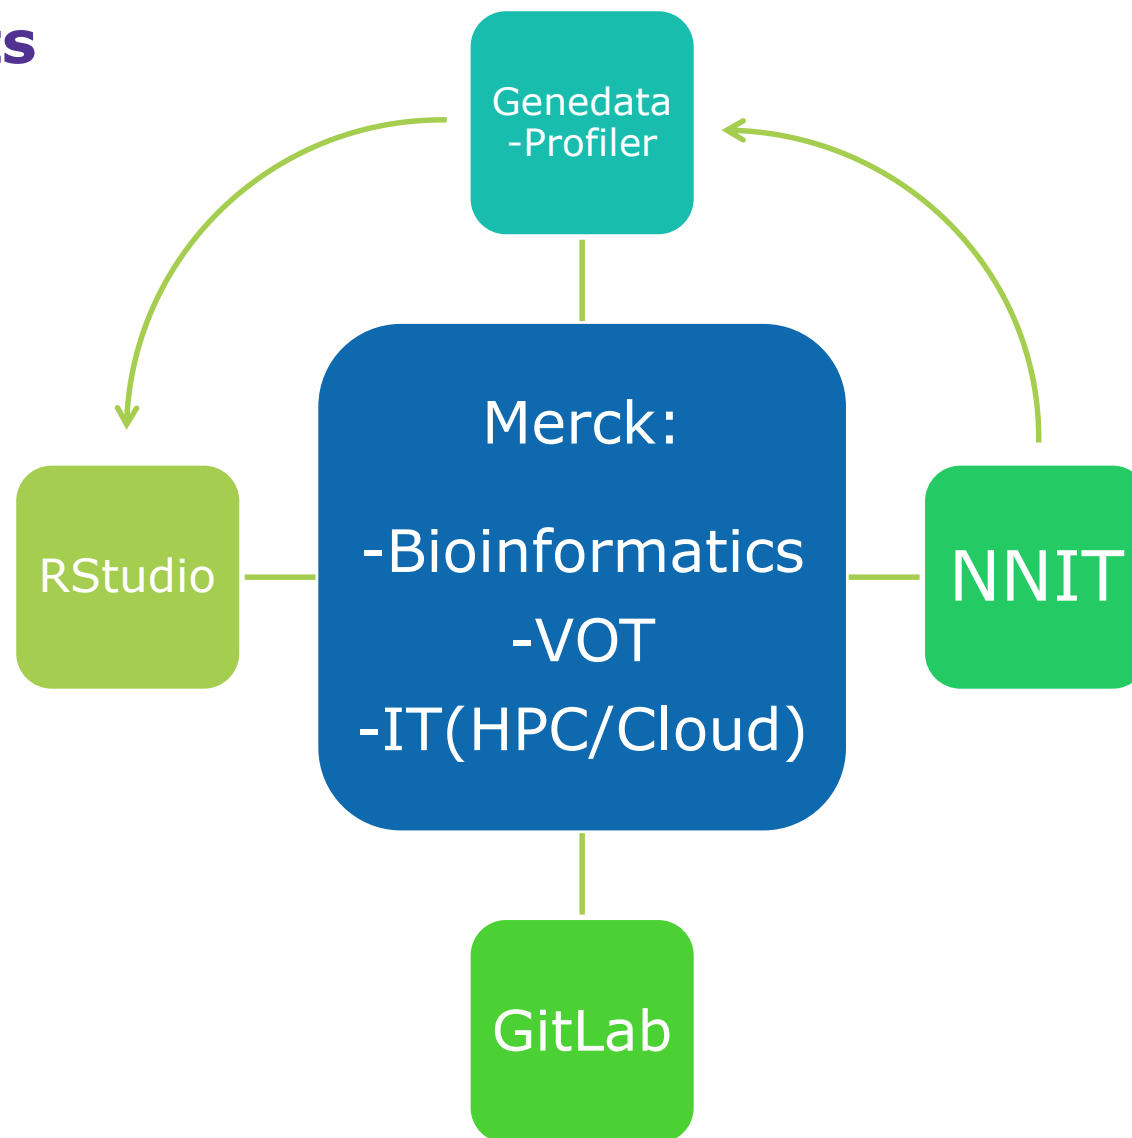 Genedata
-Profiler
Merck:
-Bioinformatics
-VOT
-IT(HPC/Cloud)
RStudio
NNIT
GitLab